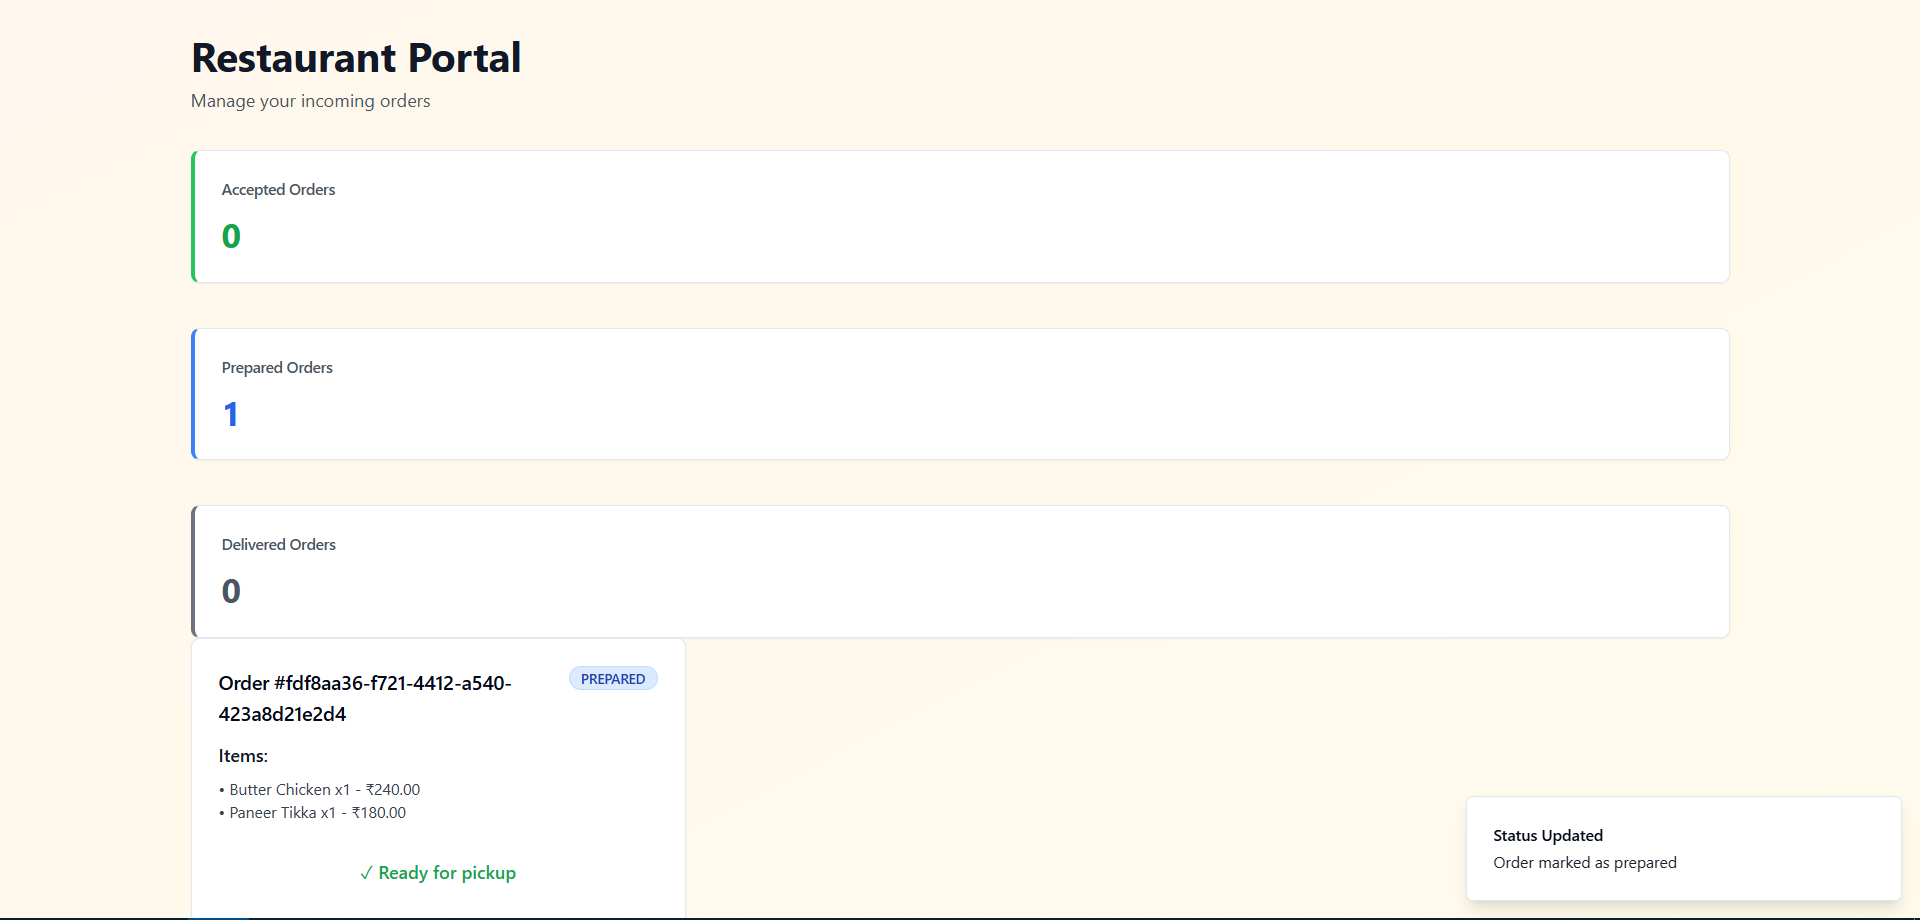 Restaurant Portal
Manage your incoming orders
Accepted Orders
0
Prepared Orders
1
Delivered Orders
0
Order #fdf8aa36-f721-4412-a540-
423a8d21e2d4
PREPARED
Items:
• Butter Chicken x1 - ₹240.00
• Paneer Tikka x1 - ₹180.00
✓ Ready for pickup
Status Updated
Order marked as prepared